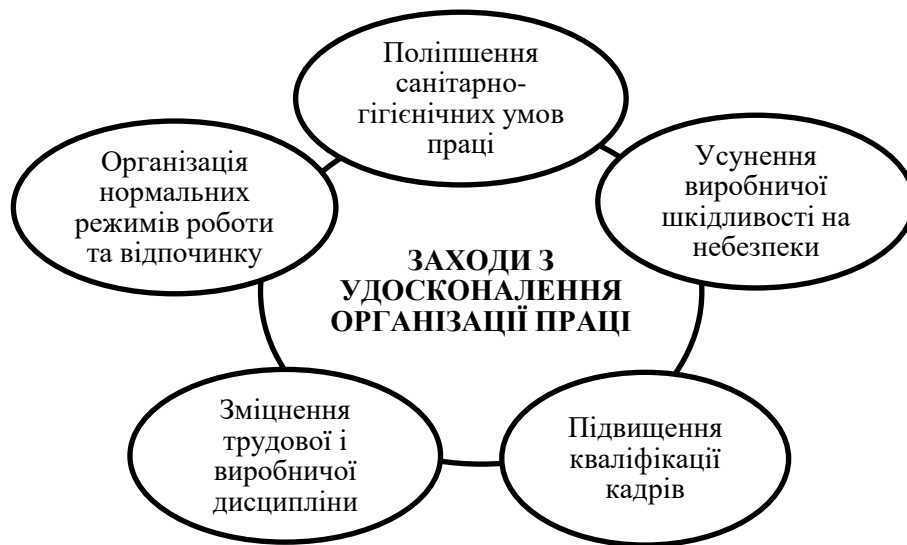 Поліпшення
санітарно-
гігієнічних умов
праці
Організація
нормальних
режимів роботи
та відпочинку
Усунення
виробничої
шкідливості на
небезпеки
ЗАХОДИ З
УДОСКОНАЛЕННЯ
ОРГАНІЗАЦІЇ ПРАЦІ
Зміцнення
трудової і
виробничої
дисципліни
Підвищення
кваліфікації
кадрів